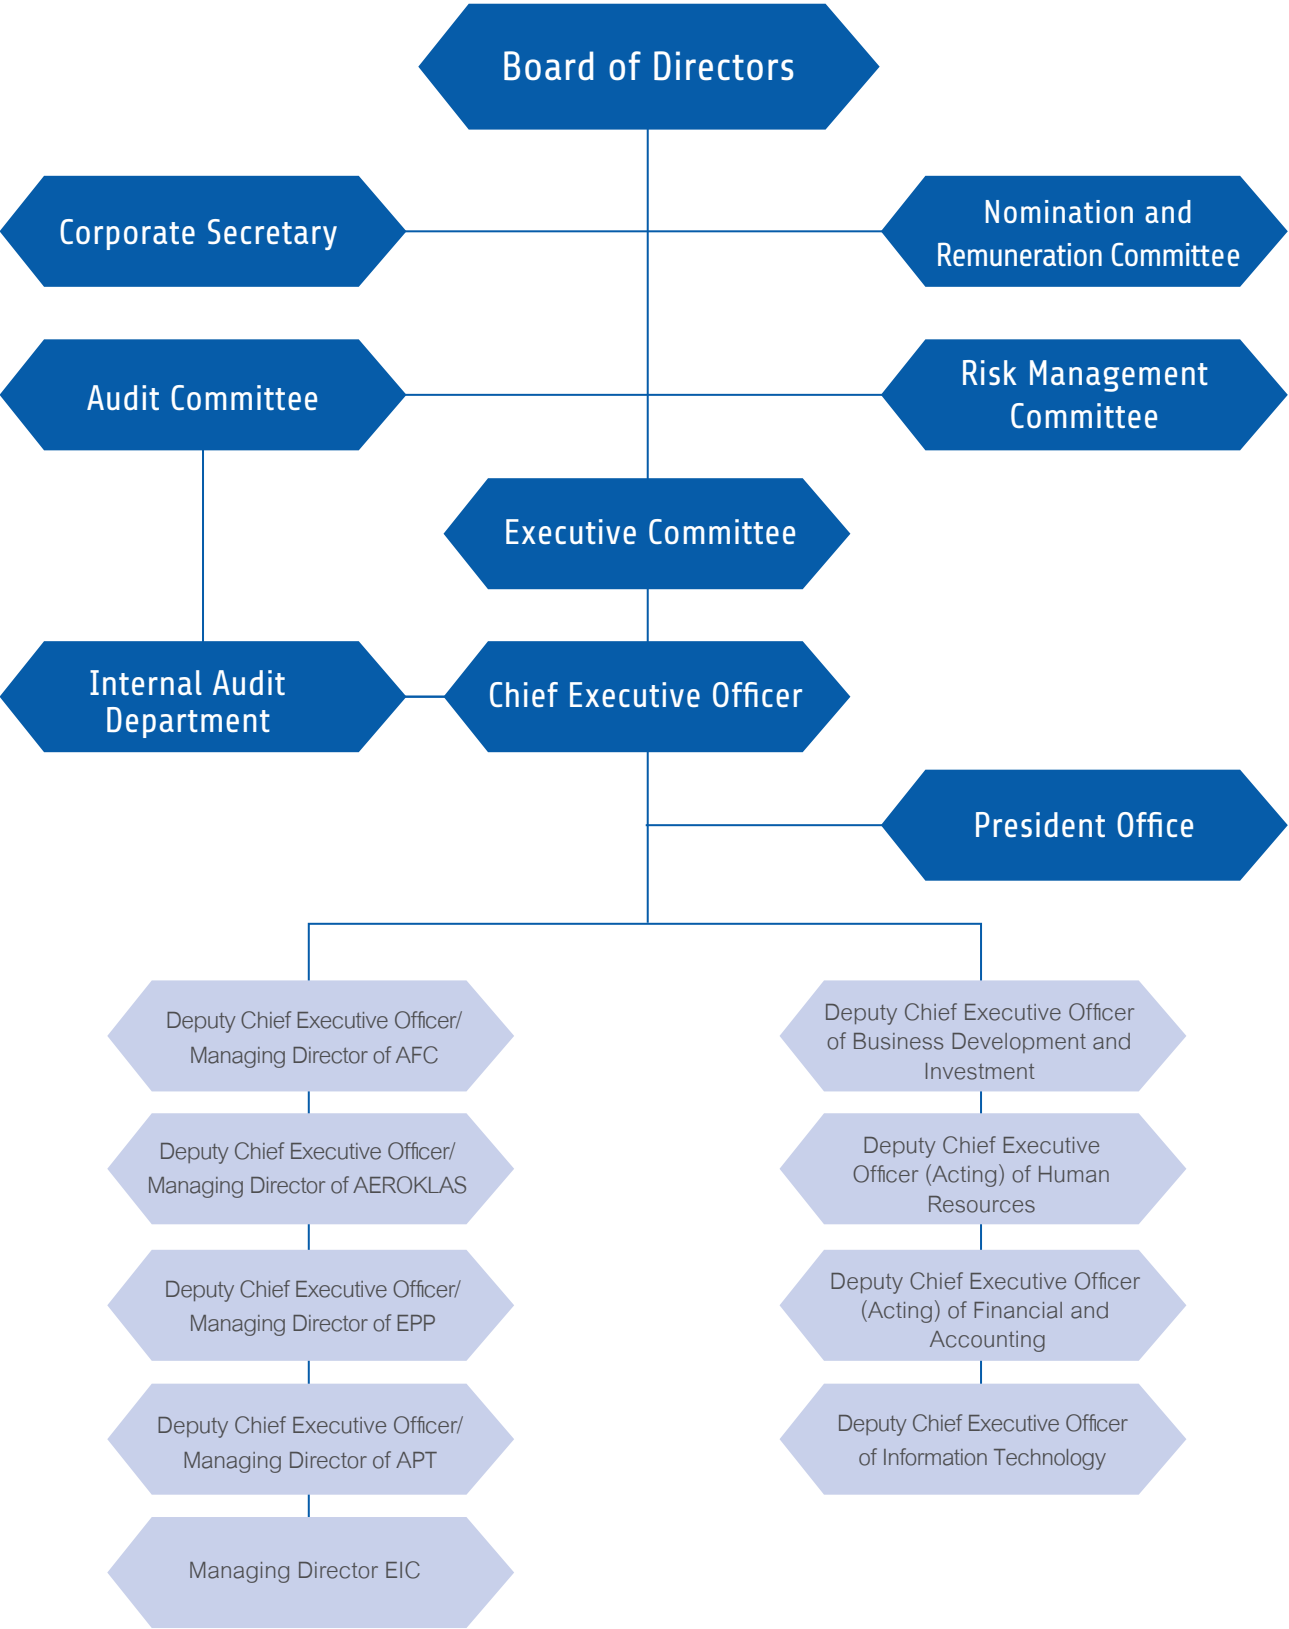 Board of Directors
Corporate Secretary
Nomination and
Remuneration Committee
Audit Committee
Risk Management
Committee
Executive Committee
Internal Audit
Department
Chief Executive Officer
President Office
Deputy Chief Executive Officer/
Managing Director of AFC
Deputy Chief Executive Officer/
Managing Director of AEROKLAS
Deputy Chief Executive Officer/
Managing Director of EPP
Deputy Chief Executive Officer/
Managing Director of APT
Managing Director EIC
Deputy Chief Executive Officer
of Business Development and
Investment
Deputy Chief Executive
Officer (Acting) of Human
Resources
Deputy Chief Executive Officer
(Acting) of Financial and
Accounting
Deputy Chief Executive Officer
of Information Technology